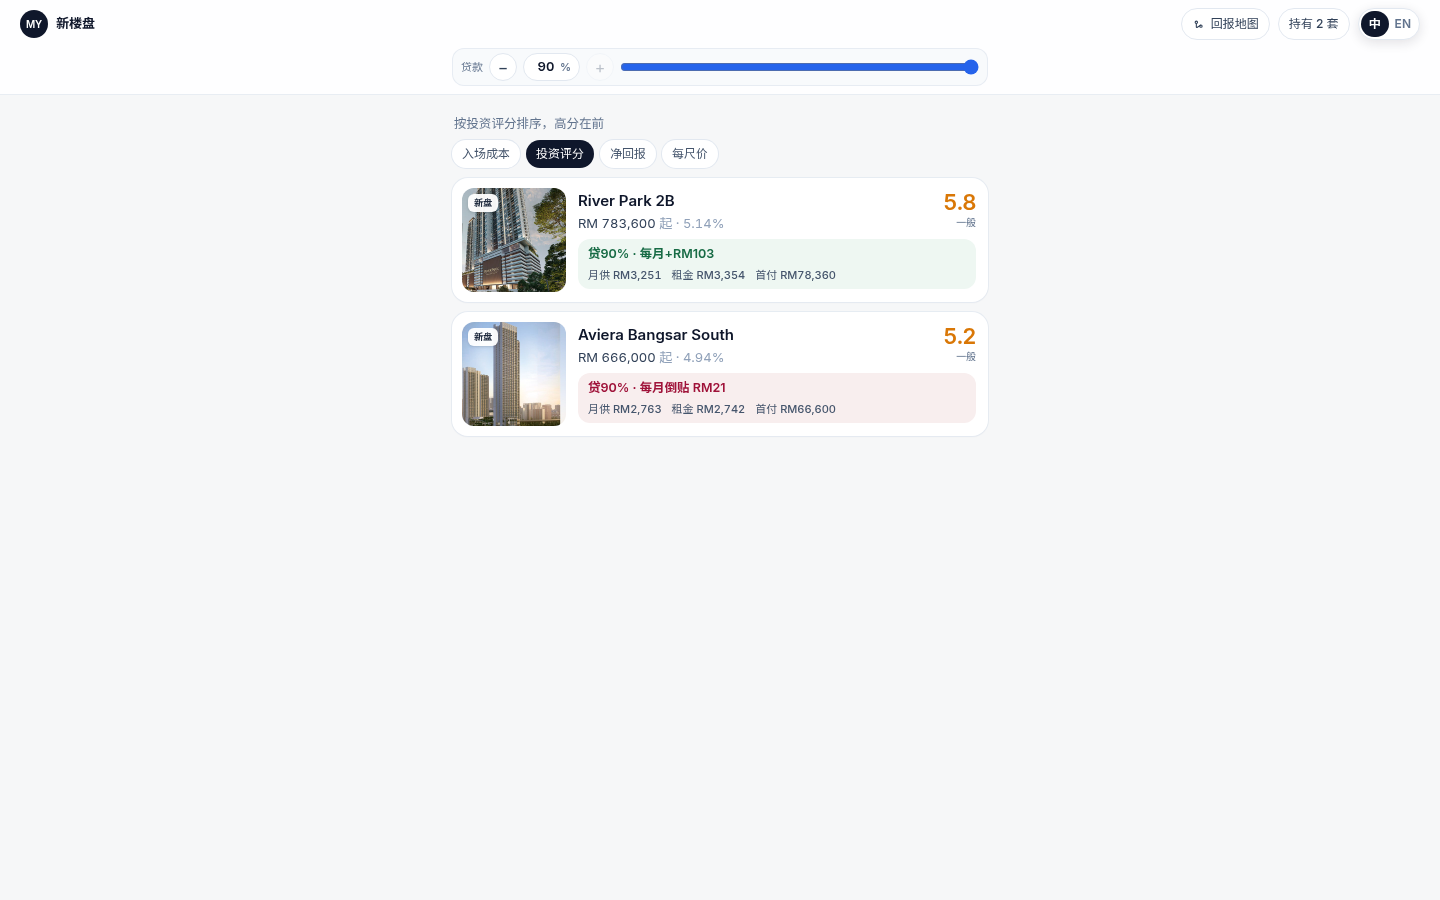 MY 新楼盘
回报地图
持有 2 套
中 EN
贷款 − 90 % +
按投资评分排序，高分在前
入场成本 投资评分 净回报 每尺价
新盘
River Park 2B
5.8
RM 783,600 起 · 5.14%
一般
贷90% · 每月+RM103
月供 RM3,251 租金 RM3,354 首付 RM78,360
新盘
Aviera Bangsar South
5.2
RM 666,000 起 · 4.94%
一般
贷90% · 每月倒贴 RM21
月供 RM2,763 租金 RM2,742 首付 RM66,600